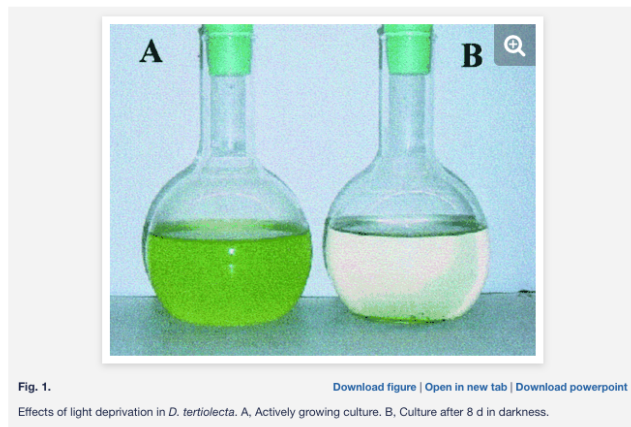 A
B
Fig. 1.
Download figure | Open in new tab | Download powerpoint
Effects of light deprivation in D. tertiolecta. A, Actively growing culture. B, Culture after 8 d in darkness.